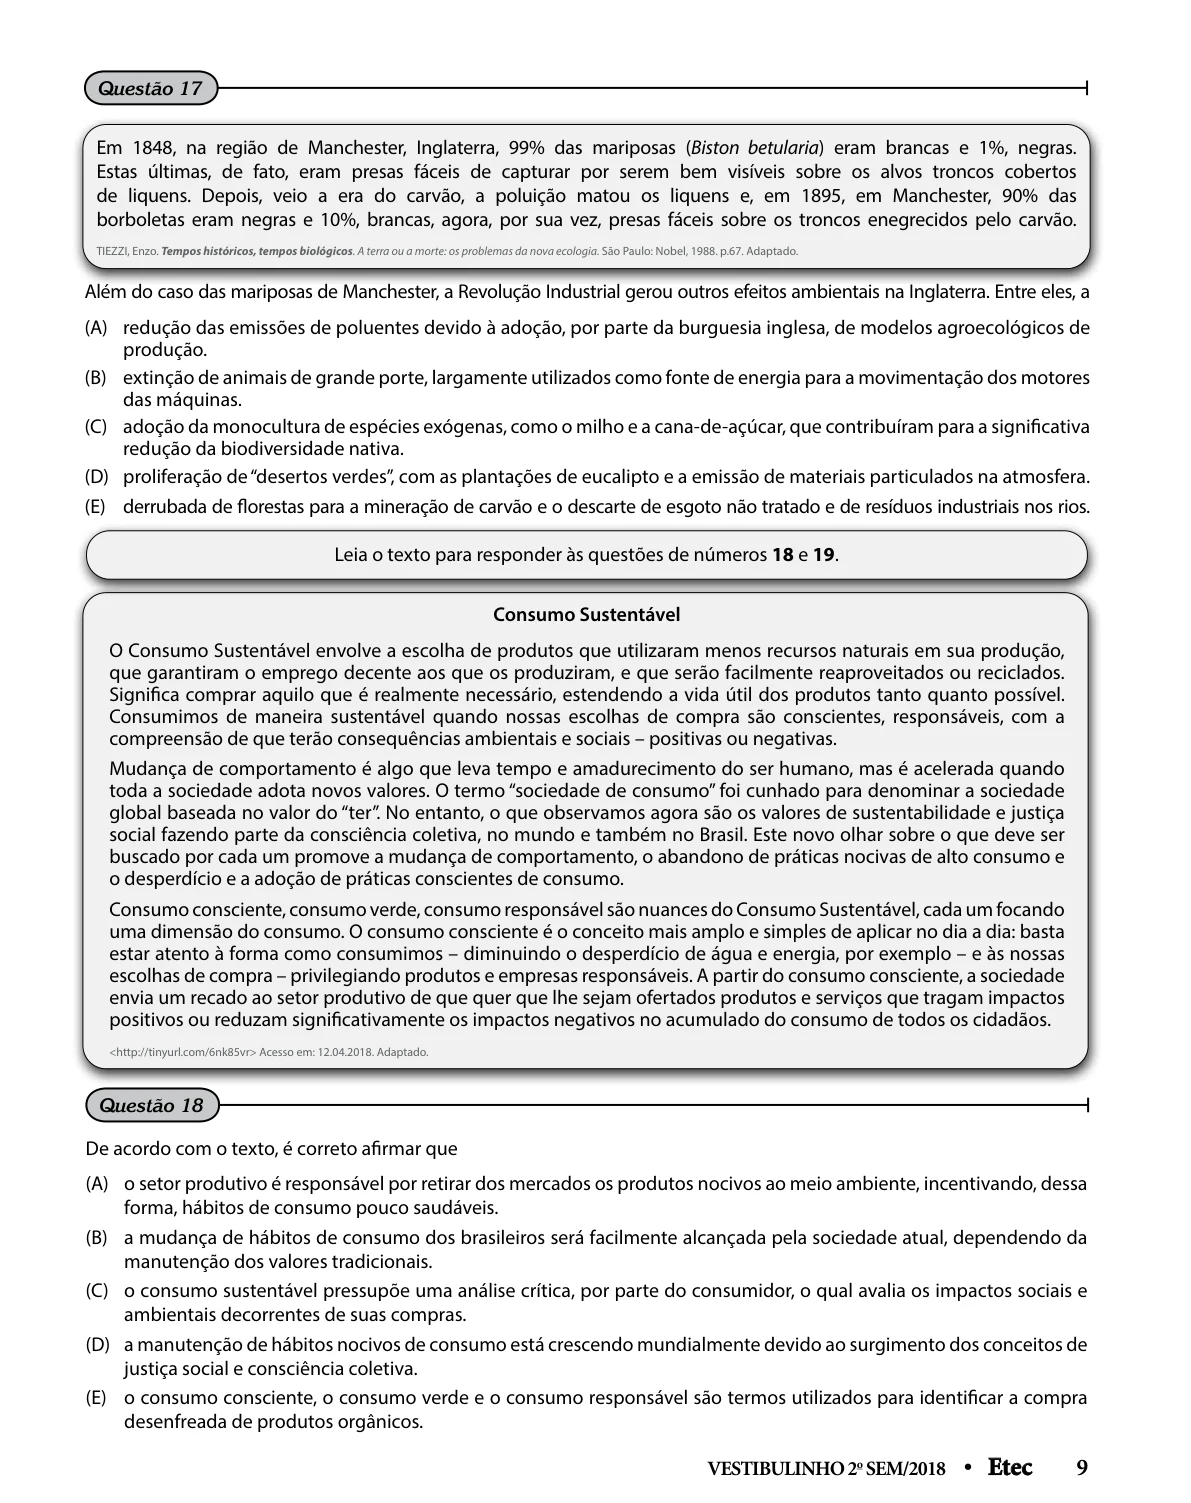 Questão 17
Em 1848, na região de Manchester, Inglaterra, 99% das mariposas (Biston betularia) eram brancas e 1%, negras.
Estas últimas, de fato, eram presas fáceis de capturar por serem bem visíveis sobre os alvos troncos cobertos
de liquens. Depois, veio a era do carvão, a poluição matou os liquens e, em 1895, em Manchester, 90% das
borboletas eram negras e 10%, brancas, agora, por sua vez, presas fáceis sobre os troncos enegrecidos pelo carvão.
TIEZZI, Enzo. Tempos históricos, tempos biológicos. A terra ou a morte: os problemas da nova ecologia. São Paulo: Nobel, 1988. p.67. Adaptado.
Além do caso das mariposas de Manchester, a Revolução Industrial gerou outros efeitos ambientais na Inglaterra. Entre eles, a
(A) redução das emissões de poluentes devido à adoção, por parte da burguesia inglesa, de modelos agroecológicos de
produção.
(B) extinção de animais de grande porte, largamente utilizados como fonte de energia para a movimentação dos motores
das máquinas.
(C) adoção da monocultura de espécies exógenas, como o milho e a cana-de-açúcar, que contribuíram para a significativa
redução da biodiversidade nativa.
(D) proliferação de “desertos verdes”, com as plantações de eucalipto e a emissão de materiais particulados na atmosfera.
(E) derrubada de florestas para a mineração de carvão e o descarte de esgoto não tratado e de resíduos industriais nos rios.
Leia o texto para responder às questões de números 18 e 19.
Consumo Sustentável
O Consumo Sustentável envolve a escolha de produtos que utilizaram menos recursos naturais em sua produção,
que garantiram o emprego decente aos que os produziram, e que serão facilmente reaproveitados ou reciclados.
Significa comprar aquilo que é realmente necessário, estendendo a vida útil dos produtos tanto quanto possível.
Consumimos de maneira sustentável quando nossas escolhas de compra são conscientes, responsáveis, com a
compreensão de que terão consequências ambientais e sociais – positivas ou negativas.
Mudança de comportamento é algo que leva tempo e amadurecimento do ser humano, mas é acelerada quando
toda a sociedade adota novos valores. O termo “sociedade de consumo” foi cunhado para denominar a sociedade
global baseada no valor do “ter”. No entanto, o que observamos agora são os valores de sustentabilidade e justiça
social fazendo parte da consciência coletiva, no mundo e também no Brasil. Este novo olhar sobre o que deve ser
buscado por cada um promove a mudança de comportamento, o abandono de práticas nocivas de alto consumo e
o desperdício e a adoção de práticas conscientes de consumo.
Consumo consciente, consumo verde, consumo responsável são nuances do Consumo Sustentável, cada um focando
uma dimensão do consumo. O consumo consciente é o conceito mais amplo e simples de aplicar no dia a dia: basta
estar atento à forma como consumimos – diminuindo o desperdício de água e energia, por exemplo – e às nossas
escolhas de compra – privilegiando produtos e empresas responsáveis. A partir do consumo consciente, a sociedade
envia um recado ao setor produtivo de que quer que lhe sejam ofertados produtos e serviços que tragam impactos
positivos ou reduzam significativamente os impactos negativos no acumulado do consumo de todos os cidadãos.
<http://tinyurl.com/6nk85vr> Acesso em: 12.04.2018. Adaptado.
Questão 18
De acordo com o texto, é correto afirmar que
(A) o setor produtivo é responsável por retirar dos mercados os produtos nocivos ao meio ambiente, incentivando, dessa
forma, hábitos de consumo pouco saudáveis.
(B) a mudança de hábitos de consumo dos brasileiros será facilmente alcançada pela sociedade atual, dependendo da
manutenção dos valores tradicionais.
(C) o consumo sustentável pressupõe uma análise crítica, por parte do consumidor, o qual avalia os impactos sociais e
ambientais decorrentes de suas compras.
(D) a manutenção de hábitos nocivos de consumo está crescendo mundialmente devido ao surgimento dos conceitos de
justiça social e consciência coletiva.
(E) o consumo consciente, o consumo verde e o consumo responsável são termos utilizados para identificar a compra
desenfreada de produtos orgânicos.
VESTIBULINHO 2º SEM/2018 • Etec 9